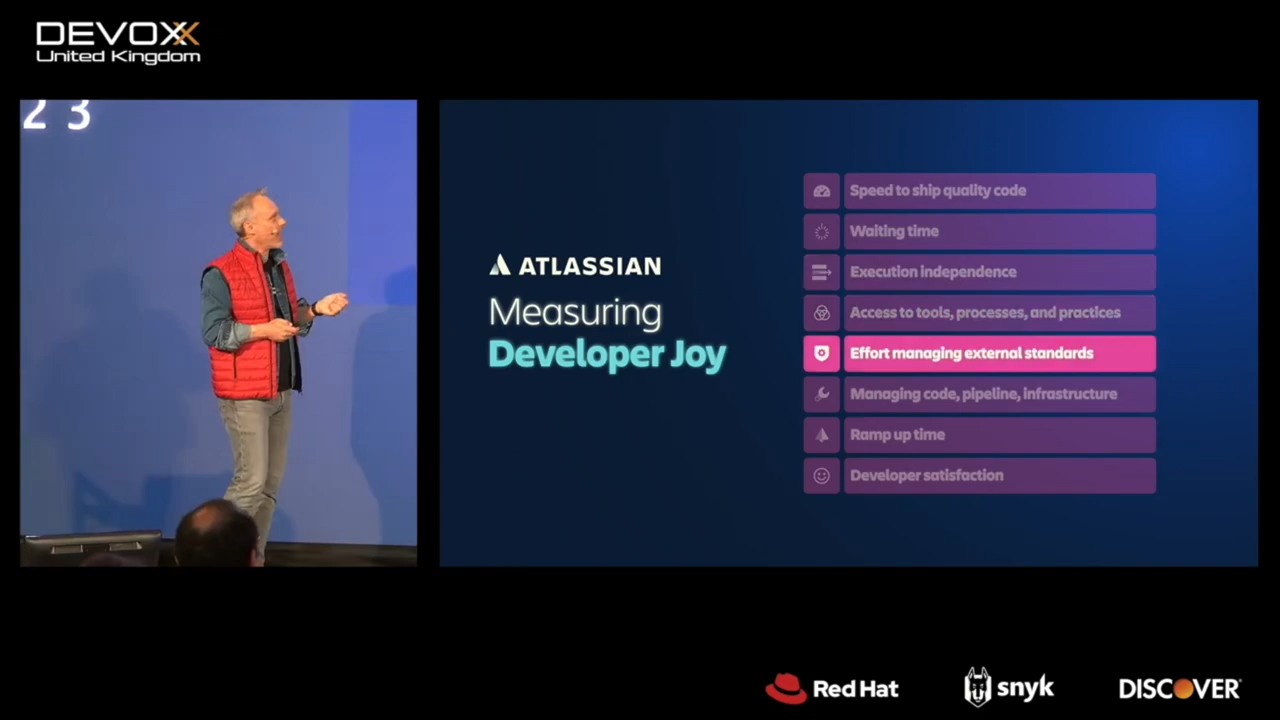 DEVOXX
United Kingdom
2 3
ATLASSIAN
Measuring
Developer Joy
Speed to ship quality code
Waiting time
Execution independence
Access to tools, processes, and practices
Effort managing external standards
Managing code, pipeline, infrastructure
Ramp up time
Developer satisfaction
Red Hat
snyk
DISCOVER